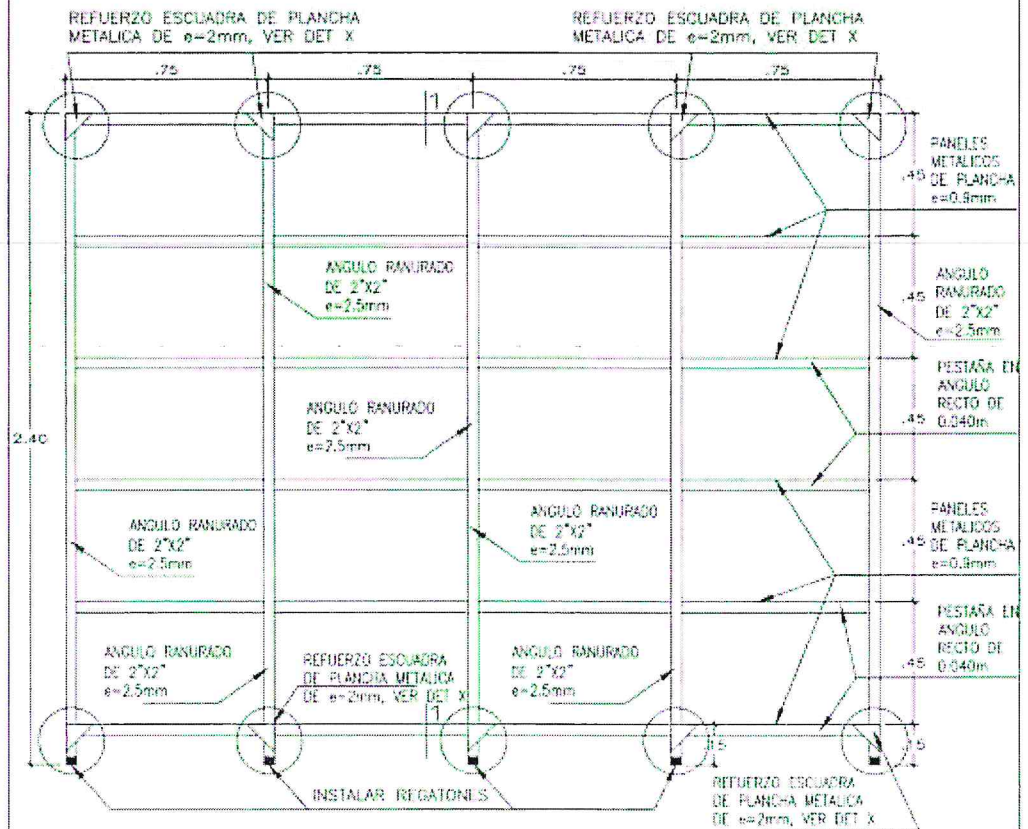 REFUERZO ESCUADRA DE PLANCHA
METALICA DE e=2mm, VER DET X
REFUERZO ESCUADRA DE PLANCHA
METALICA DE e=2mm, VER DET X
.75
.75
.75
.75
1
PANELES
METALICOS
DE PLANCHA
e=0.9mm
.45
ANGULO RANURADO
DE 2"X2"
e=2.5mm
ANGULO
RANURADO
DE 2"X2"
e=2.5mm
.45
PESTAÑA EN
ANGULO
RECTO DE
0.040m
.45
ANGULO RANURADO
DE 2"X2"
e=2.5mm
2.40
ANGULO RANURADO
DE 2"X2"
e=2.5mm
ANGULO RANURADO
DE 2"X2"
e=2.5mm
PANELES
METALICOS
DE PLANCHA
e=0.9mm
.45
PESTAÑA EN
ANGULO
RECTO DE
0.040m
.45
ANGULO RANURADO
DE 2"X2"
e=2.5mm
REFUERZO ESCUADRA
DE PLANCHA METALICA
DE e=2mm, VER DET X
ANGULO RANURADO
DE 2"X2"
e=2.5mm
1
.15
.15
INSTALAR REGATONES
REFUERZO ESCUADRA
DE PLANCHA METALICA
DE e=2mm, VER DET X